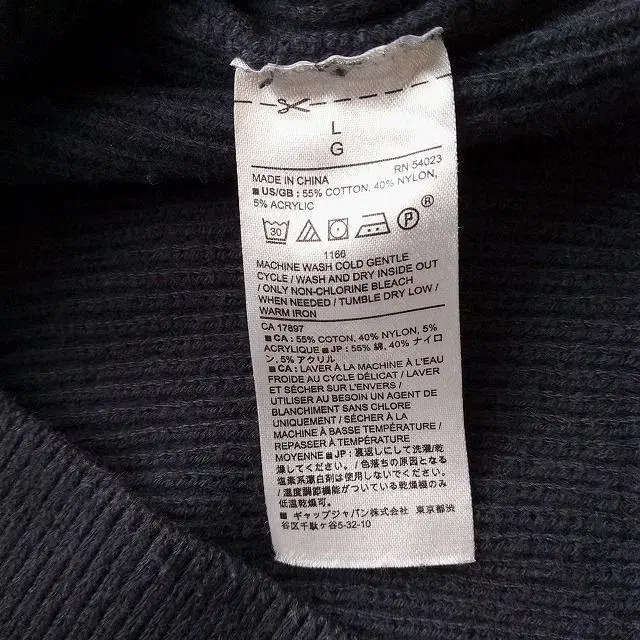 L
G
RN 54023
MADE IN CHINA
■ US/GB : 55% COTTON, 40% NYLON,
5% ACRYLIC
30 P ®
1166
MACHINE WASH COLD GENTLE
CYCLE / WASH AND DRY INSIDE OUT
/ ONLY NON-CHLORINE BLEACH
WHEN NEEDED / TUMBLE DRY LOW /
WARM IRON
CA 17897
■ CA : 55% COTTON, 40% NYLON, 5%
ACRYLIQUE ■ JP : 55% 綿, 40% ナイロ
ン, 5% アクリル
■ CA : LAVER À LA MACHINE À L'EAU
FROIDE AU CYCLE DÉLICAT / LAVER
ET SÉCHER SUR L'ENVERS /
UTILISER AU BESOIN UN AGENT DE
BLANCHIMENT SANS CHLORE
UNIQUEMENT / SÉCHER À LA
MACHINE À BASSE TEMPÉRATURE /
REPASSER À TEMPÉRATURE
MOYENNE ■ JP : 裏返しにして洗濯/乾
燥してください。/ 色落ちの原因となる
塩素系漂白剤は使用しないでください
/ 温度調節機能がついている乾燥機のみ
低温乾燥可。
■ ギャップジャパン株式会社 東京都渋
谷区千駄ヶ谷5-32-10